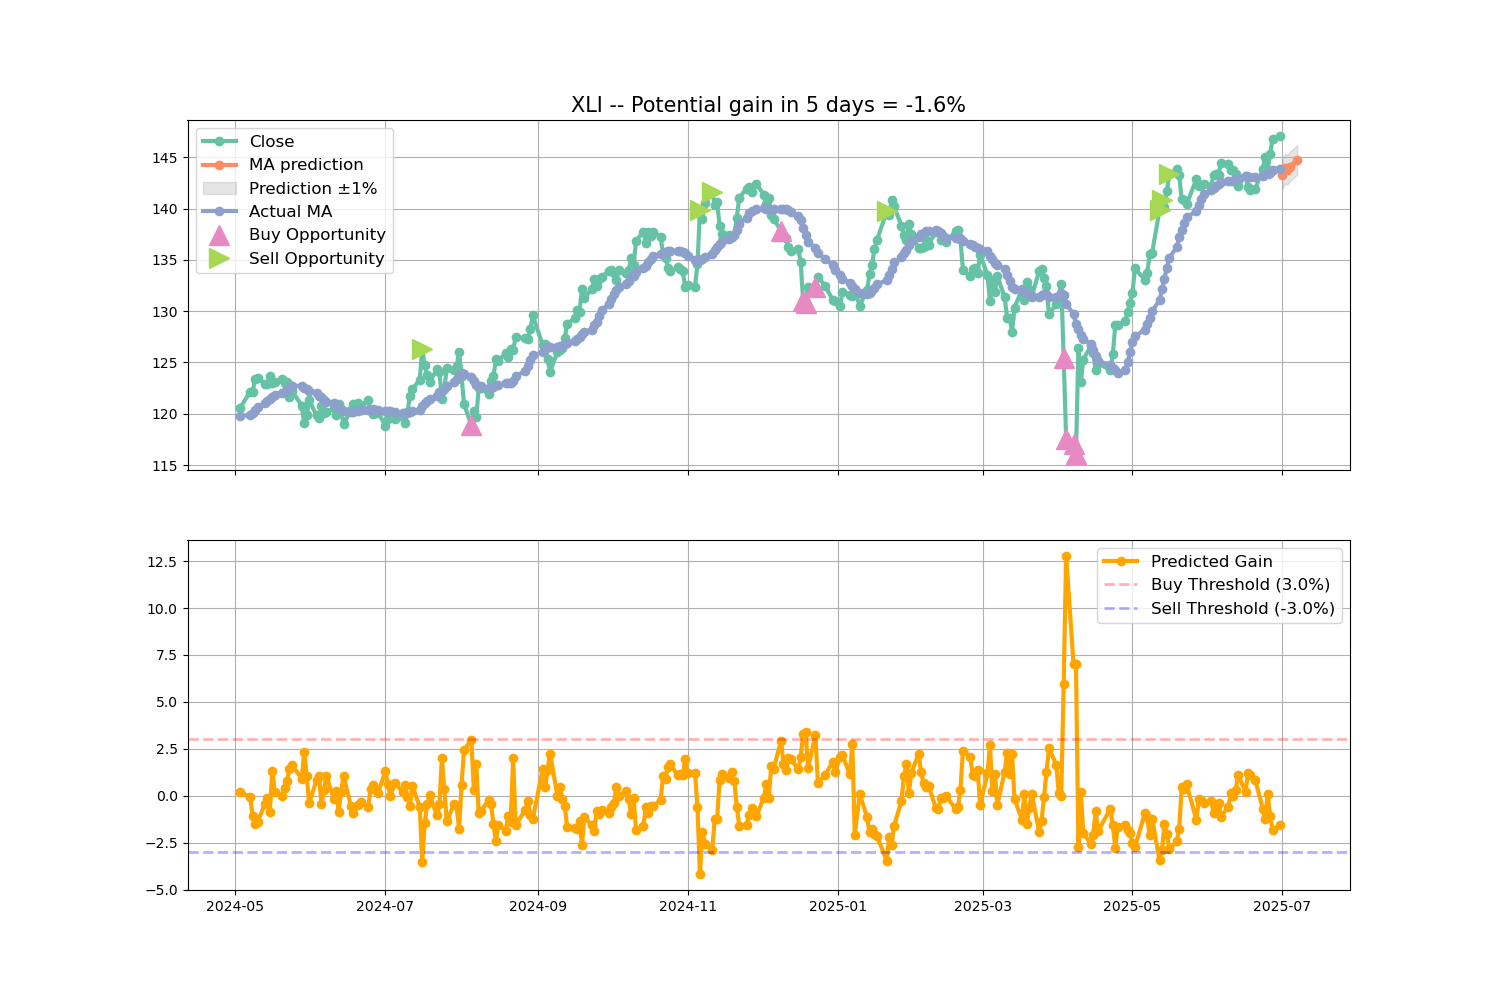 XLI -- Potential gain in 5 days = -1.6%
Close
MA prediction
Prediction ±1%
Actual MA
Buy Opportunity
Sell Opportunity
145
140
135
130
125
120
115
Predicted Gain
Buy Threshold (3.0%)
Sell Threshold (-3.0%)
12.5
10.0
7.5
5.0
2.5
0.0
−2.5
−5.0
2024-05 2024-07 2024-09 2024-11 2025-01 2025-03 2025-05 2025-07